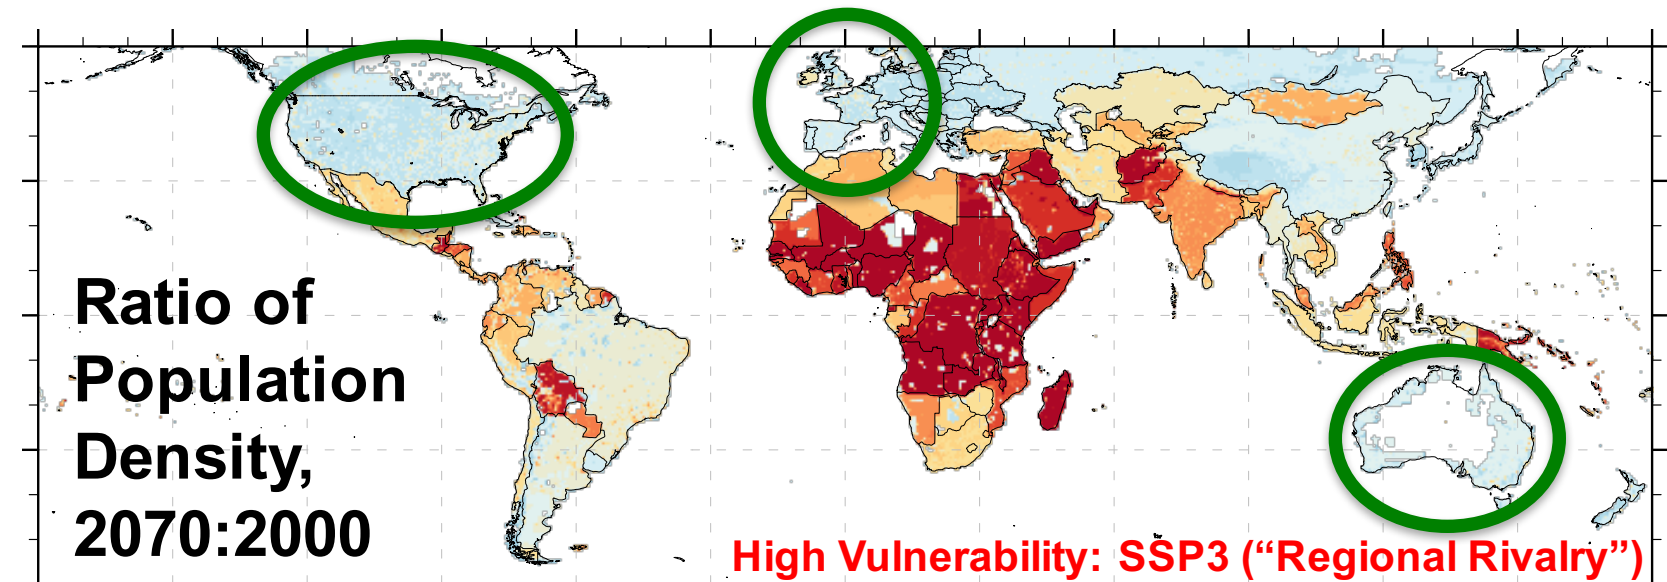 Ratio of
Population
Density,
2070:2000
High Vulnerability: SSP3 (“Regional Rivalry”)